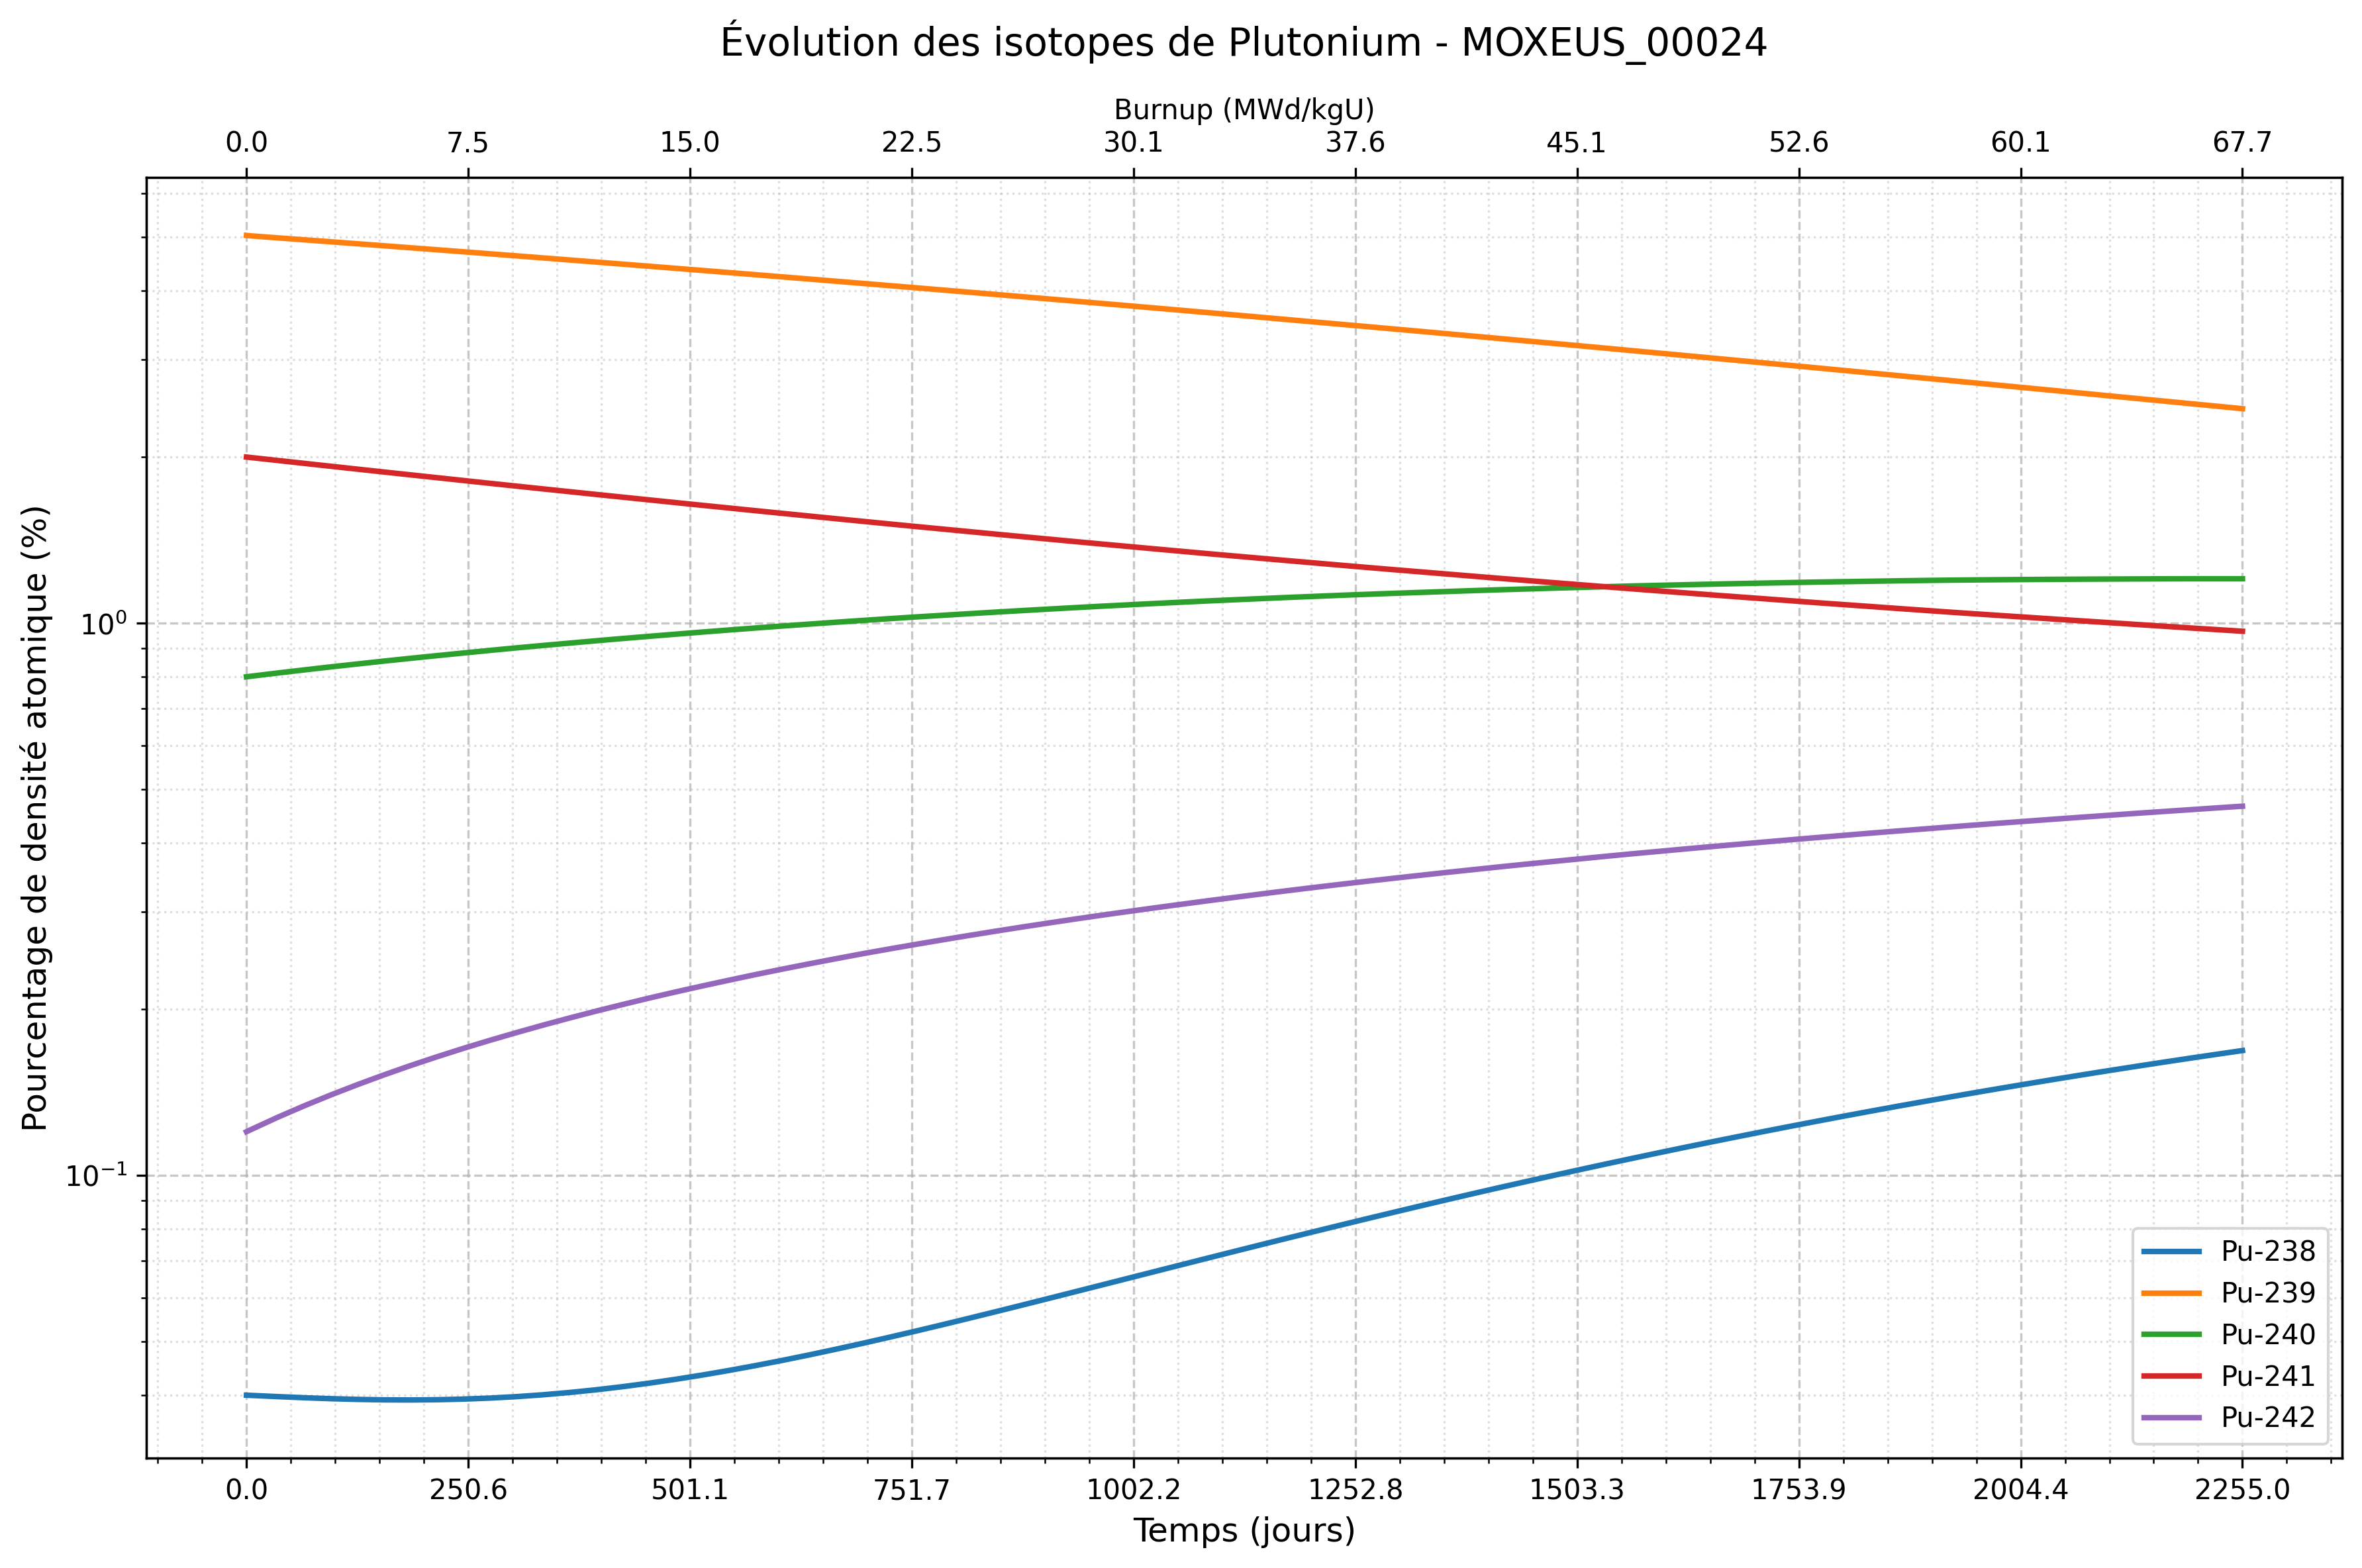 Évolution des isotopes de Plutonium - MOXEUS_00024
Burnup (MWd/kgU)
0.0 7.5 15.0 22.5 30.1 37.6 45.1 52.6 60.1 67.7
Pourcentage de densité atomique (%)
10⁰
10⁻¹
Pu-238
Pu-239
Pu-240
Pu-241
Pu-242
0.0 250.6 501.1 751.7 1002.2 1252.8 1503.3 1753.9 2004.4 2255.0
Temps (jours)